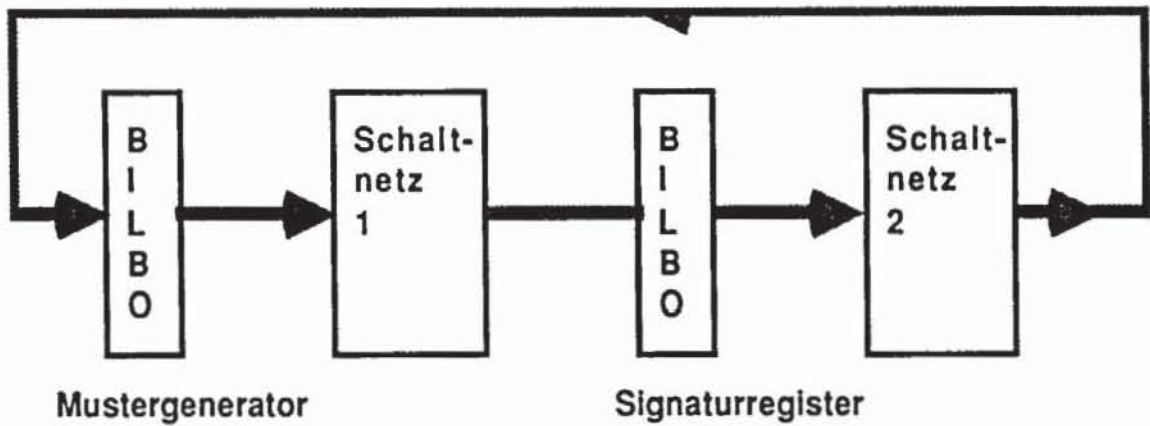 B
I
L
B
O
Schalt-
netz
1
B
I
L
B
O
Schalt-
netz
2
Mustergenerator
Signaturregister